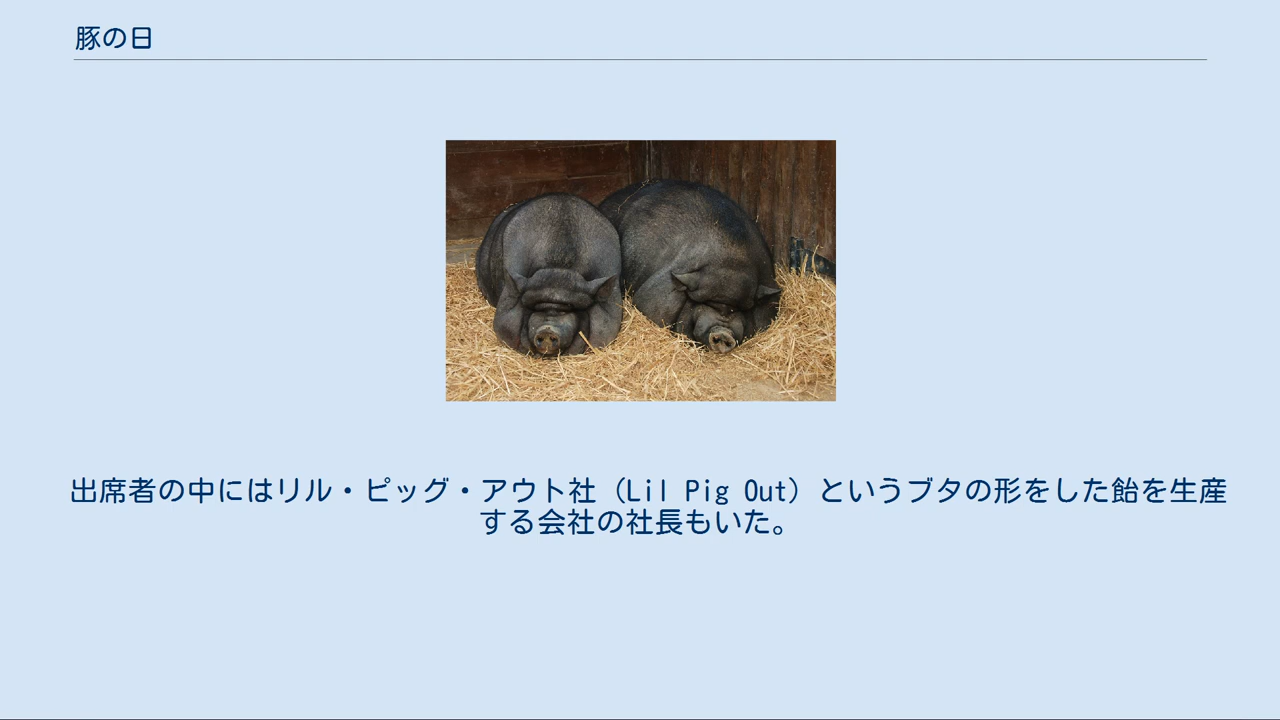 豚の日
出席者の中にはリル・ピッグ・アウト社（Lil Pig Out）というブタの形をした飴を生産
する会社の社長もいた。